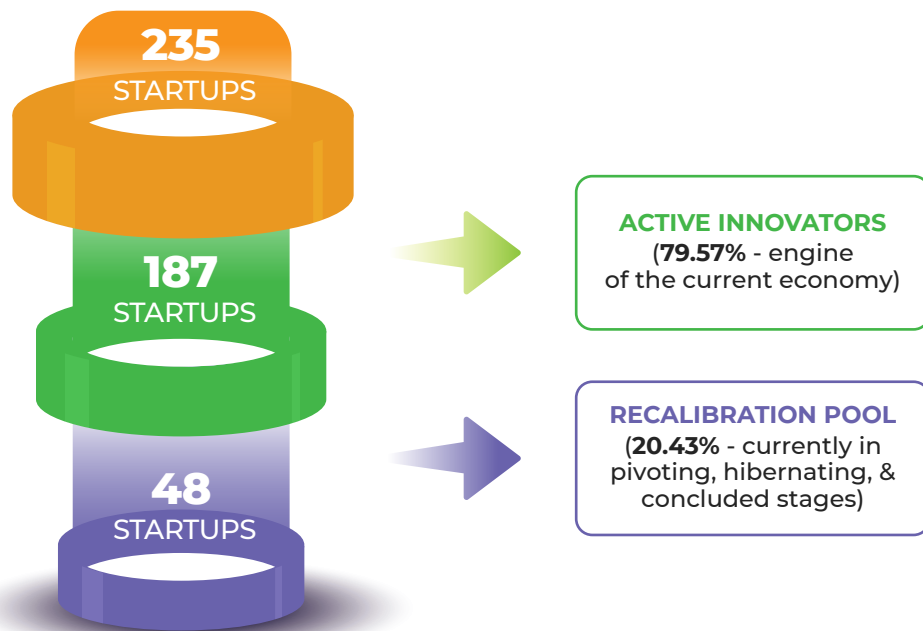 235
STARTUPS
187
STARTUPS
ACTIVE INNOVATORS
(79.57% - engine
of the current economy)
48
STARTUPS
RECALIBRATION POOL
(20.43% - currently in
pivoting, hibernating, &
concluded stages)